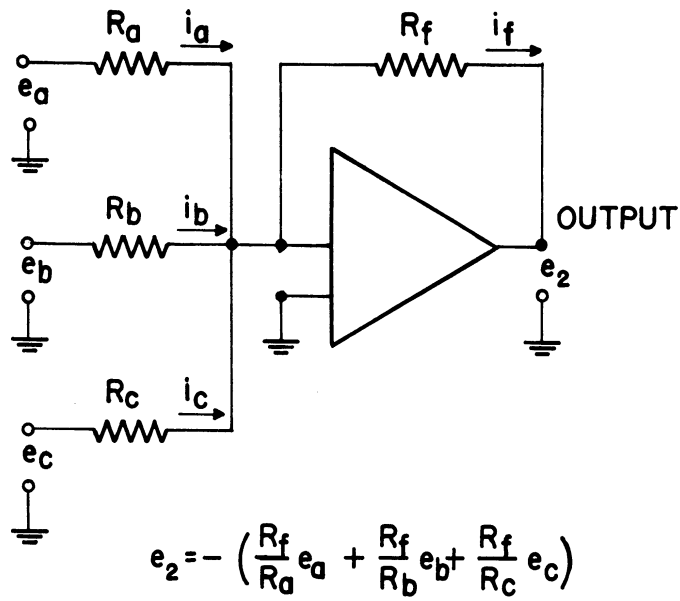 Ra ia Rf if
ea
Rb ib OUTPUT
eb e2
Rc ic
ec
e2 = - (Rf/Ra ea + Rf/Rb eb + Rf/Rc ec)